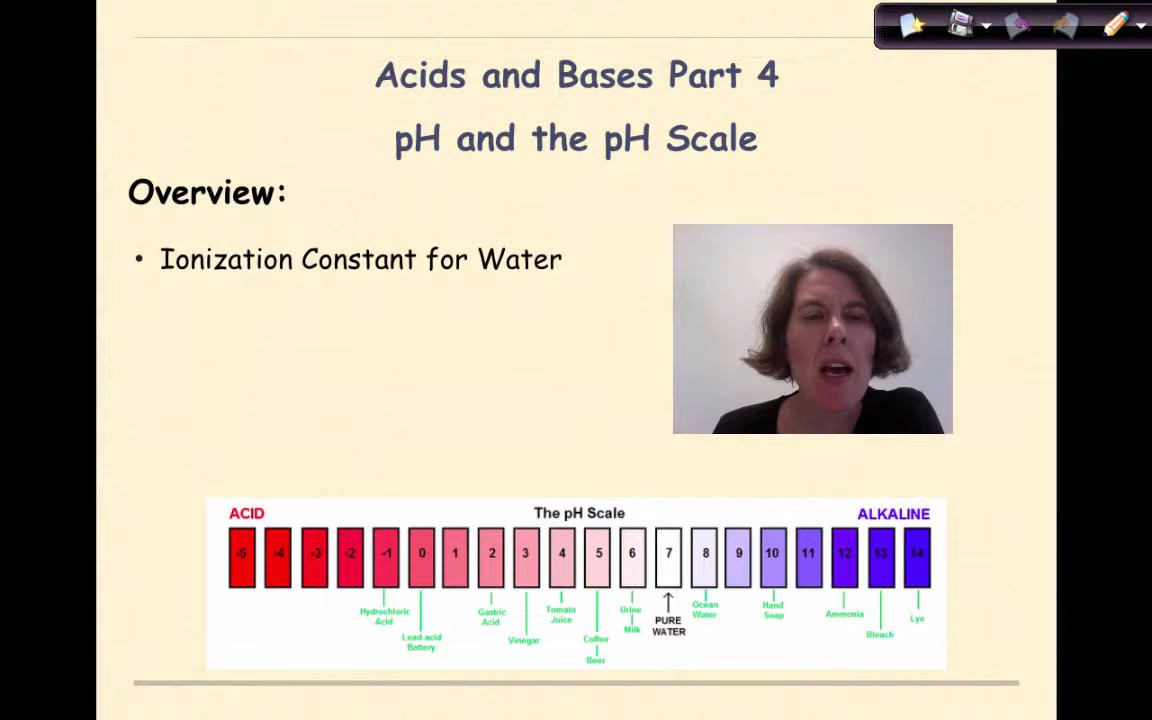 Acids and Bases Part 4
pH and the pH Scale
Overview:
• Ionization Constant for Water
ACID The pH Scale ALKALINE
-5 -4 -3 -2 -1 0 1 2 3 4 5 6 7 8 9 10 11 12 13 14
Hydrochloric
Acid
Lead-acid
Battery
Gastric
Acid
Vinegar
Tomato
Juice
Coffee
Beer
Urine
Milk
PURE
WATER
Ocean
Water
Hand
Soap
Ammonia
Bleach
Lye